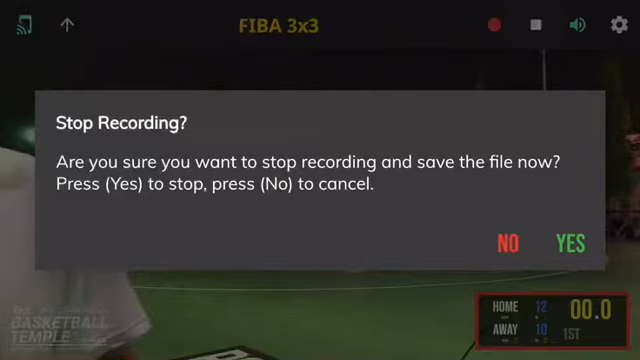 FIBA 3x3
Stop Recording?
Are you sure you want to stop recording and save the file now?
Press (Yes) to stop, press (No) to cancel.
NO YES
HOME 12 00.0
AWAY 10 1ST
THE
BASKETBALL
TEMPLE